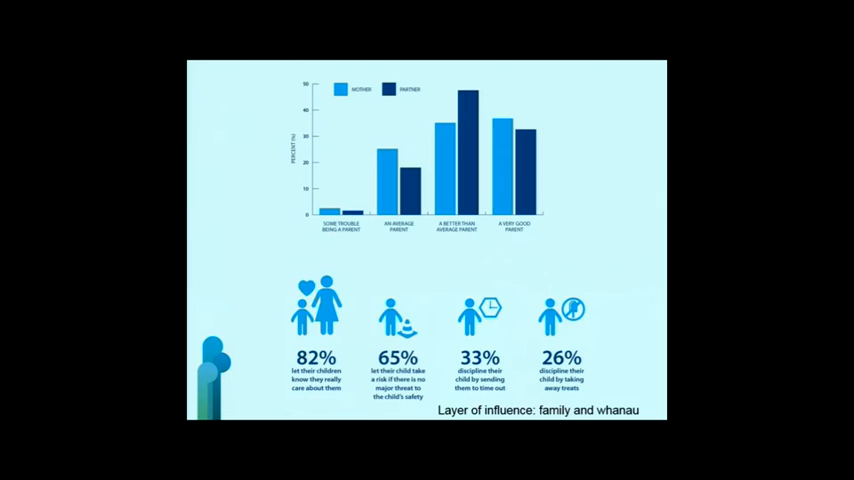 50
MOTHER PARTNER
40
30
20
10
0
PERCENT (%)
SOME TROUBLE
BEING A PARENT
AN AVERAGE
PARENT
A BETTER THAN
AVERAGE PARENT
A VERY GOOD
PARENT
82%
let their children
know they really
care about them
65%
let their child take
a risk if there is no
major threat to
the child's safety
33%
discipline their
child by sending
them to time out
26%
discipline their
child by taking
away treats
Layer of influence: family and whanau